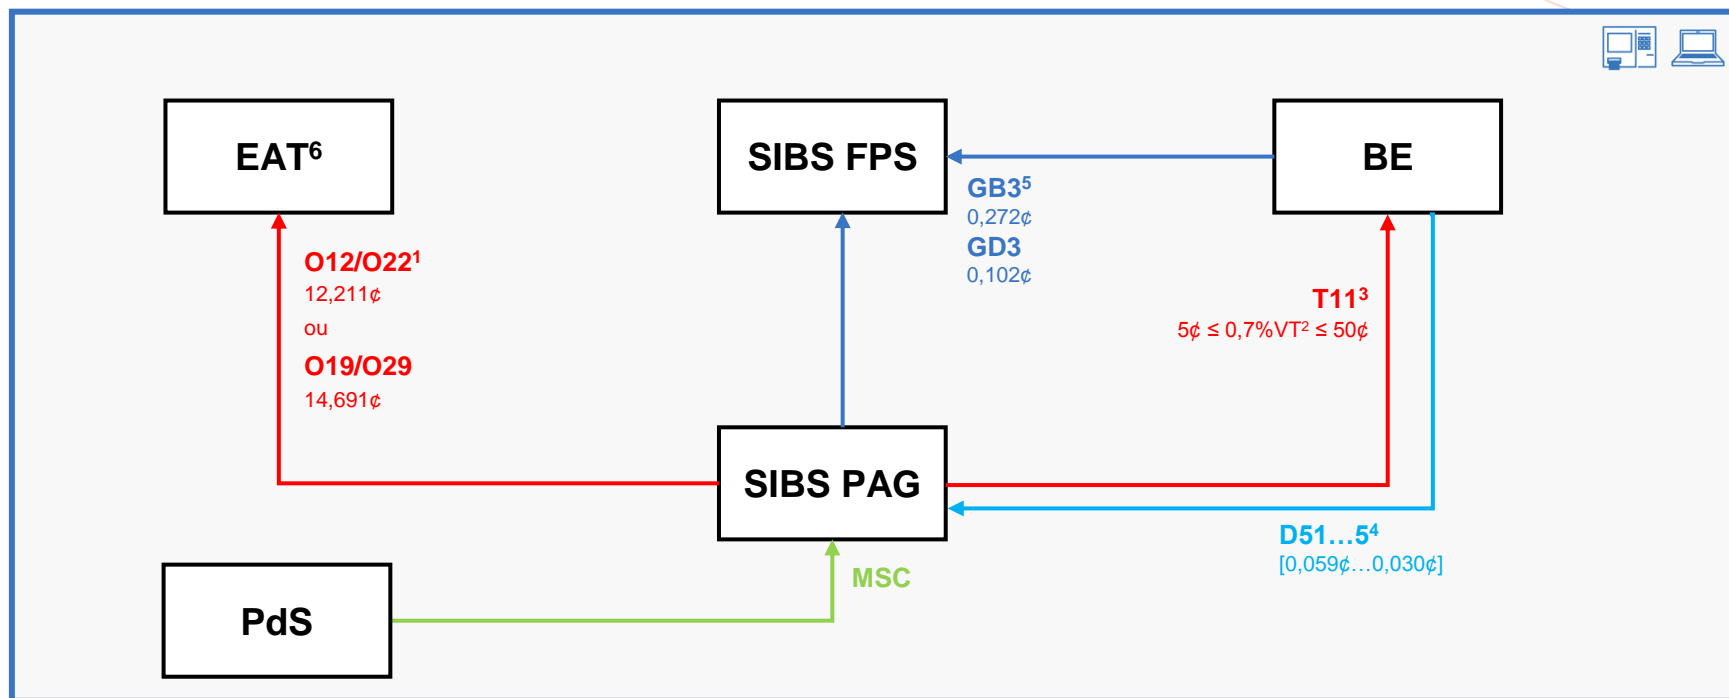 EAT⁶
SIBS FPS
BE
GB3⁵
0,272¢
GD3
0,102¢
O12/O22¹
12,211¢
ou
O19/O29
14,691¢
T11³
5¢ ≤ 0,7%VT² ≤ 50¢
SIBS PAG
D51...5⁴
[0,059¢...0,030¢]
MSC
PdS